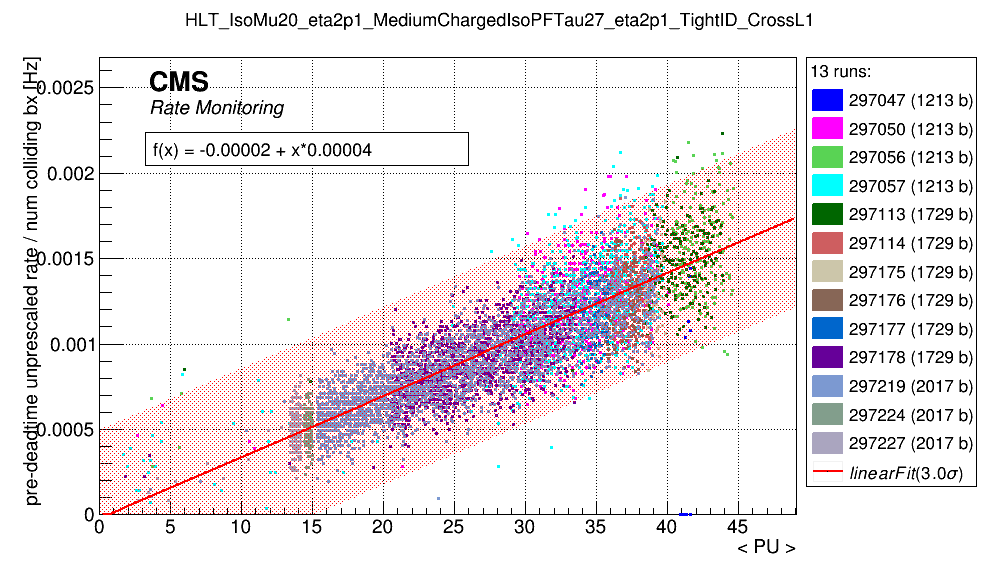 HLT_IsoMu20_eta2p1_MediumChargedIsoPFTau27_eta2p1_TightID_CrossL1
pre-deadtime unprescaled rate / num colliding bx [Hz]
CMS
Rate Monitoring
f(x) = -0.00002 + x*0.00004
0.0025
0.002
0.0015
0.001
0.0005
0
0 5 10 15 20 25 30 35 40 45
< PU >
13 runs:
297047 (1213 b)
297050 (1213 b)
297056 (1213 b)
297057 (1213 b)
297113 (1729 b)
297114 (1729 b)
297175 (1729 b)
297176 (1729 b)
297177 (1729 b)
297178 (1729 b)
297219 (2017 b)
297224 (2017 b)
297227 (2017 b)
linearFit(3.0σ)